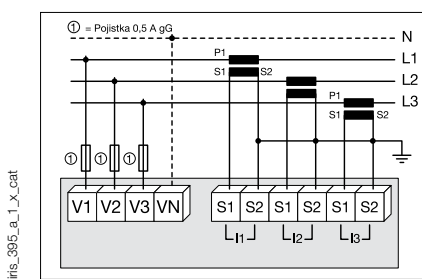 ① = Pojistka 0,5 A gG
N
P1
L1
S1 S2
L2
P1
L3
S1 S2
① ① ①
V1 V2 V3 VN S1 S2 S1 S2 S1 S2
I1 I2 I3
iris_395_a_1_x_cat